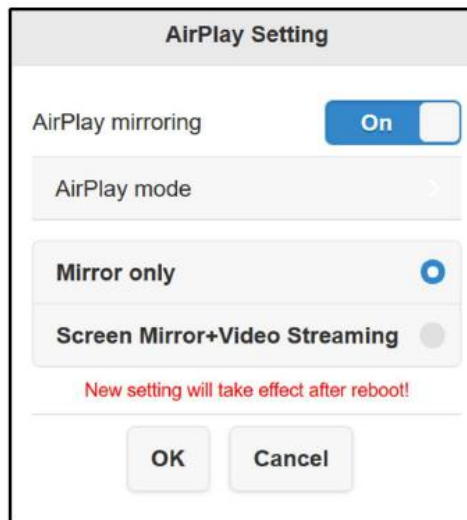 AirPlay Setting
AirPlay mirroring On
AirPlay mode
Mirror only
Screen Mirror+Video Streaming
New setting will take effect after reboot!
OK Cancel